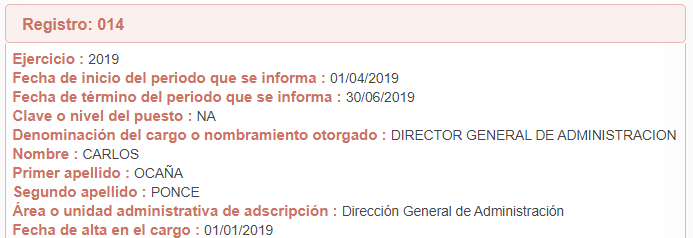 Registro: 014
Ejercicio : 2019
Fecha de inicio del periodo que se informa : 01/04/2019
Fecha de término del periodo que se informa : 30/06/2019
Clave o nivel del puesto : NA
Denominación del cargo o nombramiento otorgado : DIRECTOR GENERAL DE ADMINISTRACION
Nombre : CARLOS
Primer apellido : OCAÑA
Segundo apellido : PONCE
Área o unidad administrativa de adscripción : Dirección General de Administración
Fecha de alta en el cargo : 01/01/2019